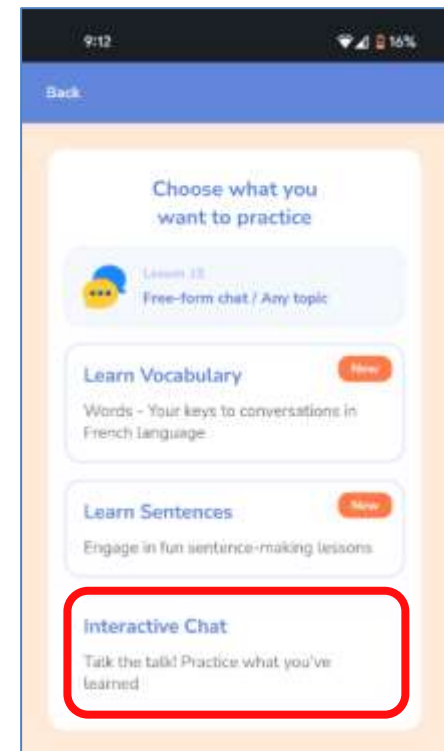 9:12 16%
Back
Choose what you
want to practice
Lesson
Free-form chat / Any topic
Learn Vocabulary
New
Words - Your keys to conversations in
French language
Learn Sentences
New
Engage in fun sentence-making lessons
Interactive Chat
Talk the talk! Practice what you've
learned